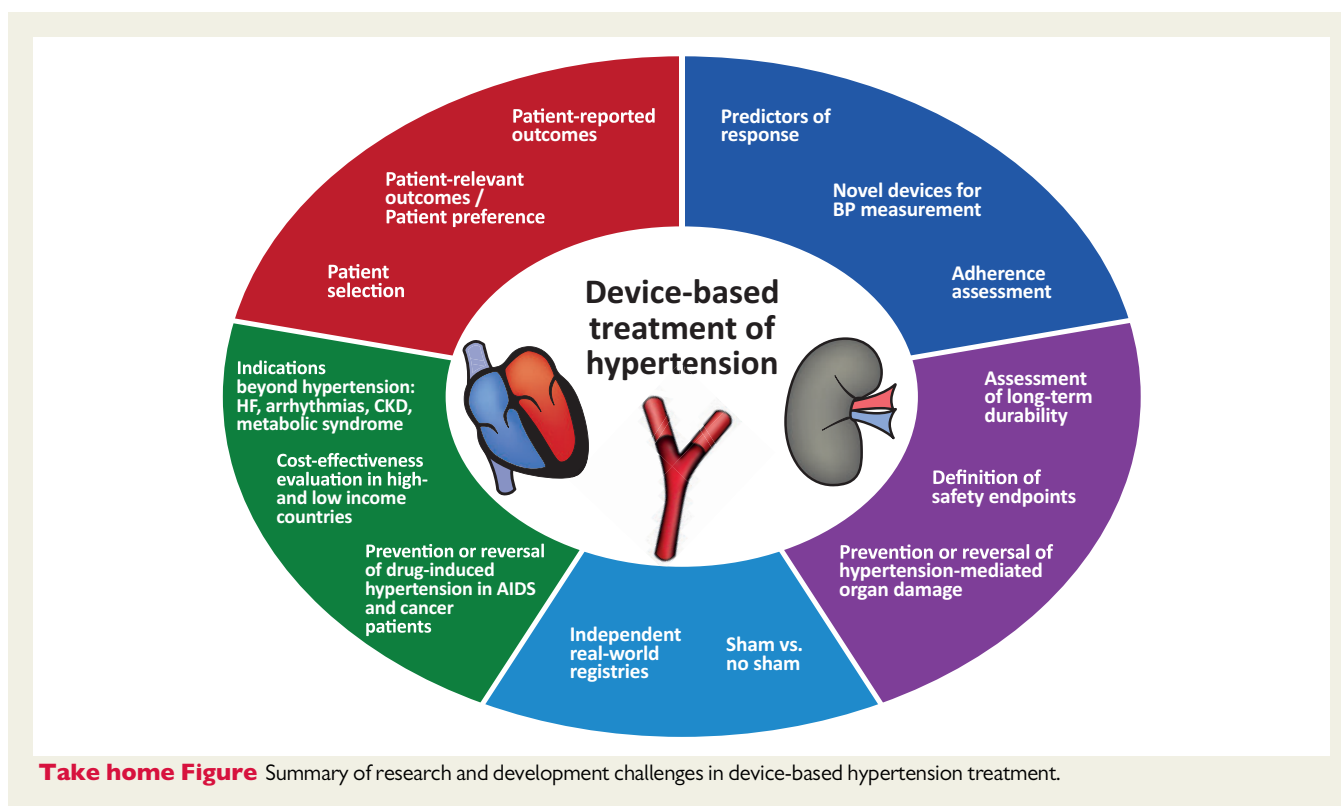 Patient-reported
outcomes
Patient-relevant
outcomes /
Patient preference
Patient
selection
Predictors of
response
Novel devices for
BP measurement
Adherence
assessment
Device-based
treatment of
hypertension
Indications
beyond hypertension:
HF, arrhythmias, CKD,
metabolic syndrome
Cost-effectiveness
evaluation in high-
and low income
countries
Prevention or reversal
of drug-induced
hypertension in AIDS
and cancer
patients
Assessment
of long-term
durability
Definition of
safety endpoints
Prevention or reversal of
hypertension-mediated
organ damage
Independent
real-world
registries
Sham vs.
no sham
Take home Figure Summary of research and development challenges in device-based hypertension treatment.